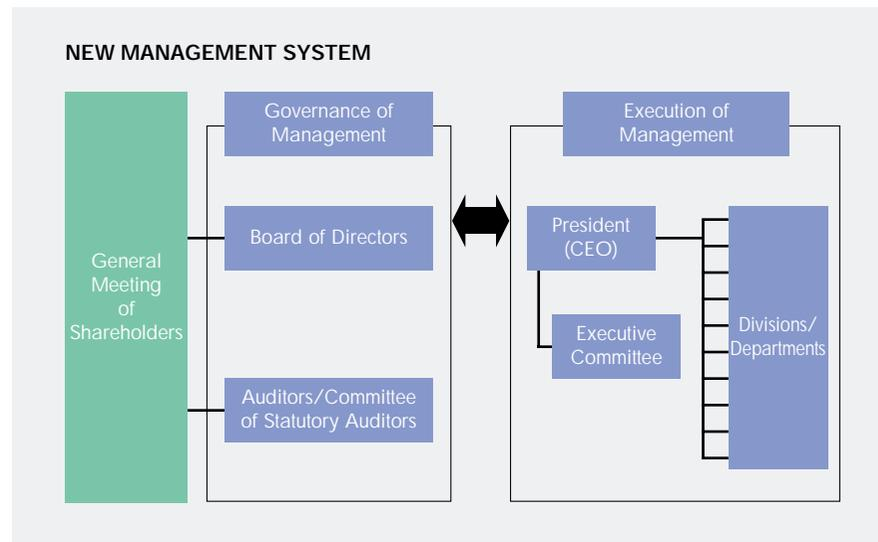 NEW MANAGEMENT SYSTEM
General
Meeting
of
Shareholders
Governance of
Management
Board of Directors
Auditors/Committee
of Statutory Auditors
Execution of
Management
President
(CEO)
Executive
Committee
Divisions/
Departments